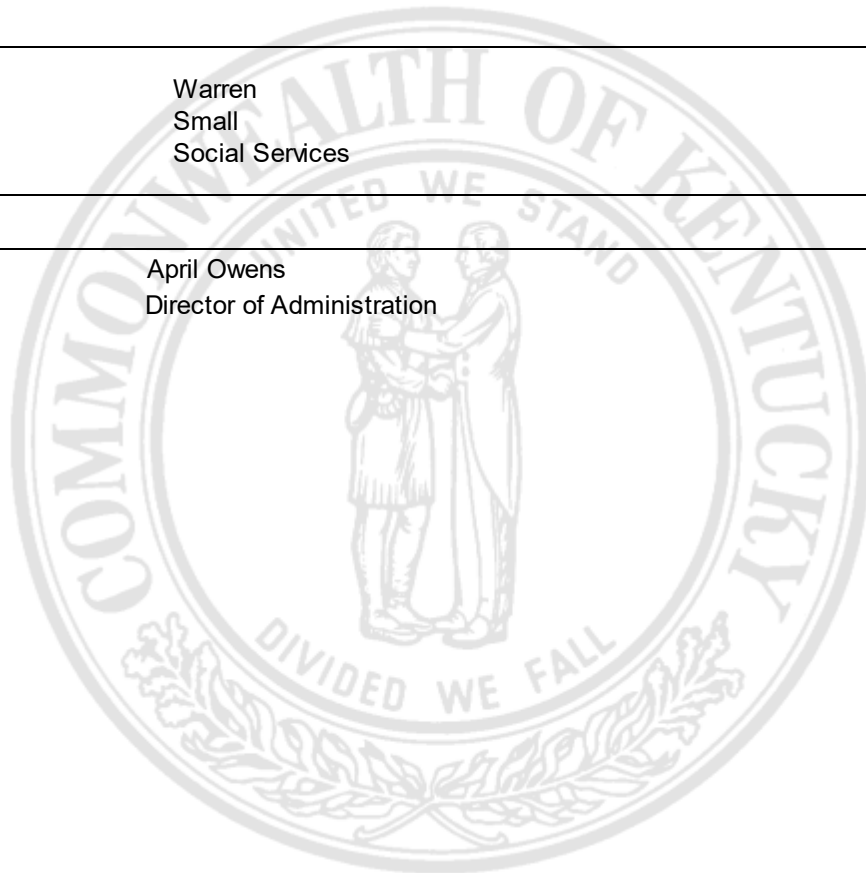 Warren
Small
Social Services
April Owens
Director of Administration
COMMONWEALTH OF KENTUCKY
UNITED WE STAND
DIVIDED WE FALL